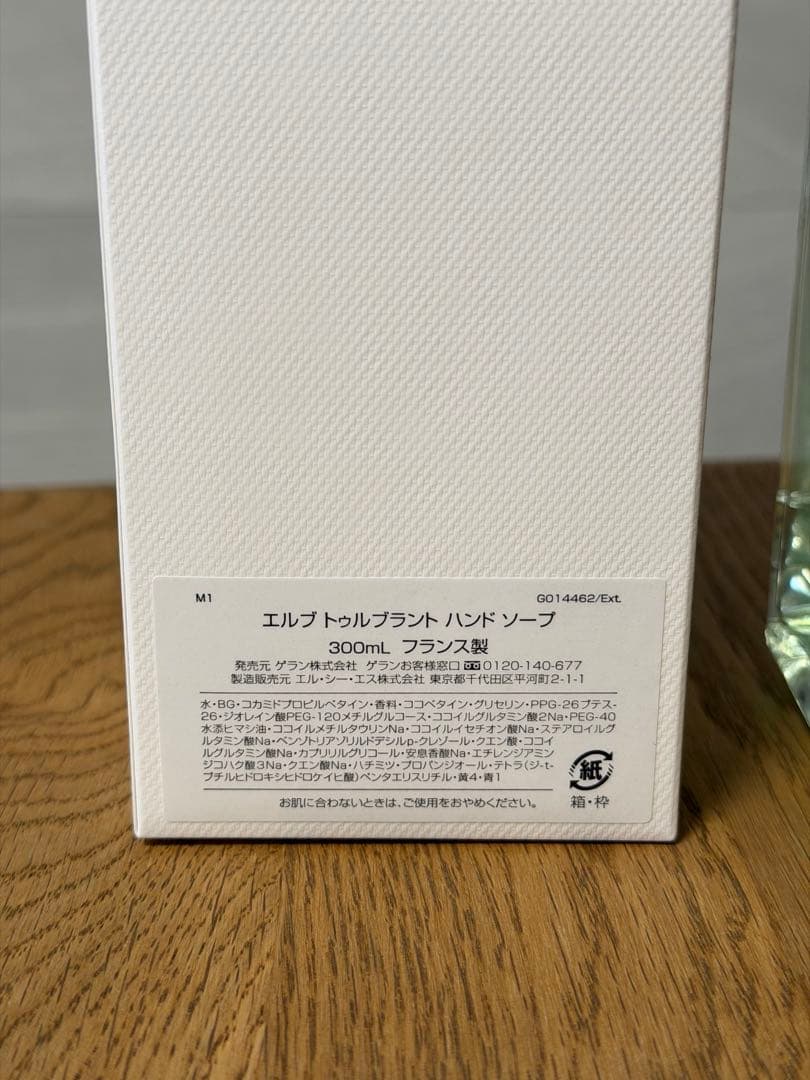 M1 G014462/Ext.
エルブ トゥルブラント ハンド ソープ
300mL フランス製
発売元 ゲラン株式会社 ゲランお客様窓口 0120-140-677
製造販売元 エル・シー・エス株式会社 東京都千代田区平河町2-1-1
水・BG・コカミドプロピルベタイン・香料・ココベタイン・グリセリン・PPG-26ブテス-
26・ジオレイン酸PEG-120メチルグルコース・ココイルグルタミン酸2Na・PEG-40
水添ヒマシ油・ココイルメチルタウリンNa・ココイルイセチオン酸Na・ステアロイルグ
ルタミン酸Na・ベンゾトリアゾリルドデシルp-クレゾール・クエン酸・ココイ
ルグルタミン酸Na・カプリリルグリコール・安息香酸Na・エチレンジアミン
ジコハク酸3Na・クエン酸Na・ハチミツ・プロパンジオール・テトラ(ジ-t-
ブチルヒドロキシヒドロケイヒ酸)ペンタエリスリチル・黄4・青1
紙
箱・枠
お肌に合わないときは、ご使用をおやめください。